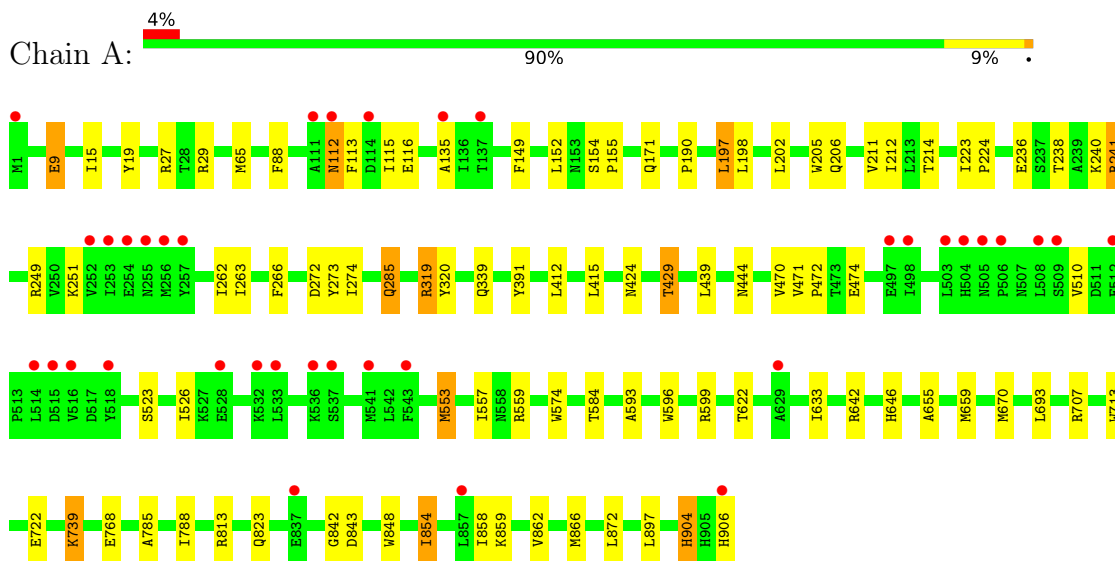 4%
Chain A:
90% 9% •
M1 E9 I15 Y19 R27 T28 R29 M65 F88 A111 N112 F113 D114 I115 E116 A135 I136 T137 F149 L152 N153 S154 P155 Q171 P190 L197 L198 L202 W205 Q206 V211 I212 L213 T214 I223 P224 E236 S237 T238 A239 K240
R249 V250 K251 V252 I253 E254 N255 M256 Y257 I262 I263 F266 D272 Y273 I274 Q285 R319 Y320 Q339 Y391 L412 L415 N424 T429 L439 N444 V470 V471 P472 T473 E474 E497 I498 L503 H504 N505 P506 N507 L508 S509 V510 D511
P513 L514 D515 V516 D517 Y518 S523 I526 K527 E528 K532 L533 K536 S537 M541 L542 F543 M553 I557 N558 R559 W574 T584 A593 W596 R599 T622 A629 I633 R642 H646 A655 M659 M670 L693 R707
E722 K739 E768 A785 I788 R813 Q823 E837 G842 D843 W848 I854 L857 I858 K859 V862 M866 L872 L897 H904 H905 H906